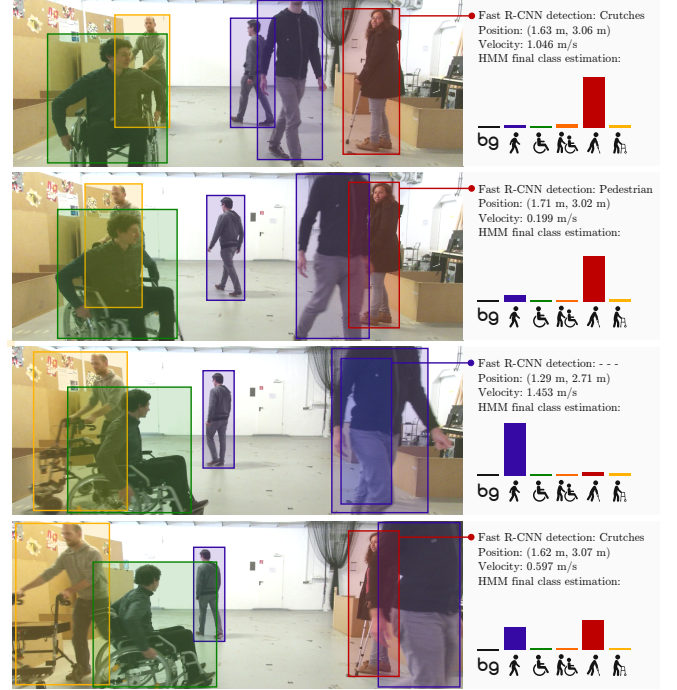 Fast R-CNN detection: Crutches
Position: (1.63 m, 3.06 m)
Velocity: 1.046 m/s
HMM final class estimation:
bg
Fast R-CNN detection: Pedestrian
Position: (1.71 m, 3.02 m)
Velocity: 0.199 m/s
HMM final class estimation:
bg
Fast R-CNN detection: - - -
Position: (1.29 m, 2.71 m)
Velocity: 1.453 m/s
HMM final class estimation:
bg
Fast R-CNN detection: Crutches
Position: (1.62 m, 3.07 m)
Velocity: 0.597 m/s
HMM final class estimation:
bg